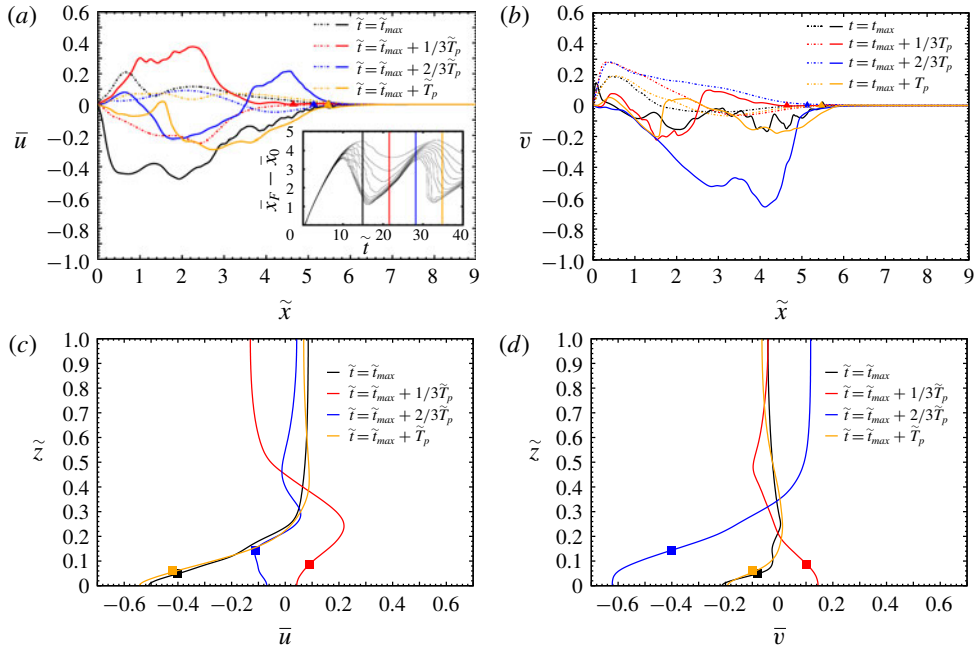 (a)
0.6
0.4
0.2
0
−0.2
−0.4
−0.6
−0.8
−1.0
u̅
t̃ = t̃max
t̃ = t̃max + 1/3T̃p
t̃ = t̃max + 2/3T̃p
t̃ = t̃max + T̃p
5
4
3
2
1
0
10
20
30
40
x̅F − x̅0
t̃
0
1
2
3
4
5
6
7
8
9
x̃
(b)
0.6
0.4
0.2
0
−0.2
−0.4
−0.6
−0.8
−1.0
v̅
t = tmax
t = tmax + 1/3Tp
t = tmax + 2/3Tp
t = tmax + Tp
0
1
2
3
4
5
6
7
8
9
x̃
(c)
1.0
0.9
0.8
0.7
0.6
0.5
0.4
0.3
0.2
0.1
0
z̃
t̃ = t̃max
t̃ = t̃max + 1/3T̃p
t̃ = t̃max + 2/3T̃p
t̃ = t̃max + T̃p
−0.6
−0.4
−0.2
0
0.2
0.4
0.6
u̅
(d)
1.0
0.9
0.8
0.7
0.6
0.5
0.4
0.3
0.2
0.1
0
z̃
t̃ = t̃max
t̃ = t̃max + 1/3T̃p
t̃ = t̃max + 2/3T̃p
t̃ = t̃max + T̃p
−0.6
−0.4
−0.2
0
0.2
0.4
0.6
v̅